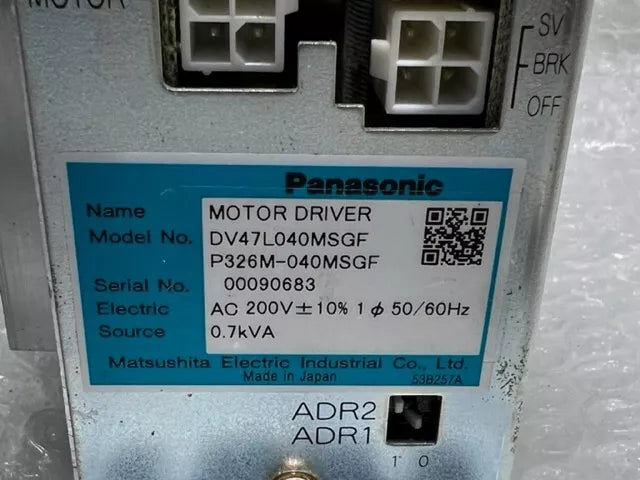 MOTOR
SV
BRK
OFF
Panasonic
Name MOTOR DRIVER
Model No. DV47L040MSGF
P326M-040MSGF
Serial No. 00090683
Electric AC 200V±10% 1φ 50/60Hz
Source 0.7kVA
Matsushita Electric Industrial Co., Ltd.
Made in Japan 53B257A
ADR2
ADR1
1 0